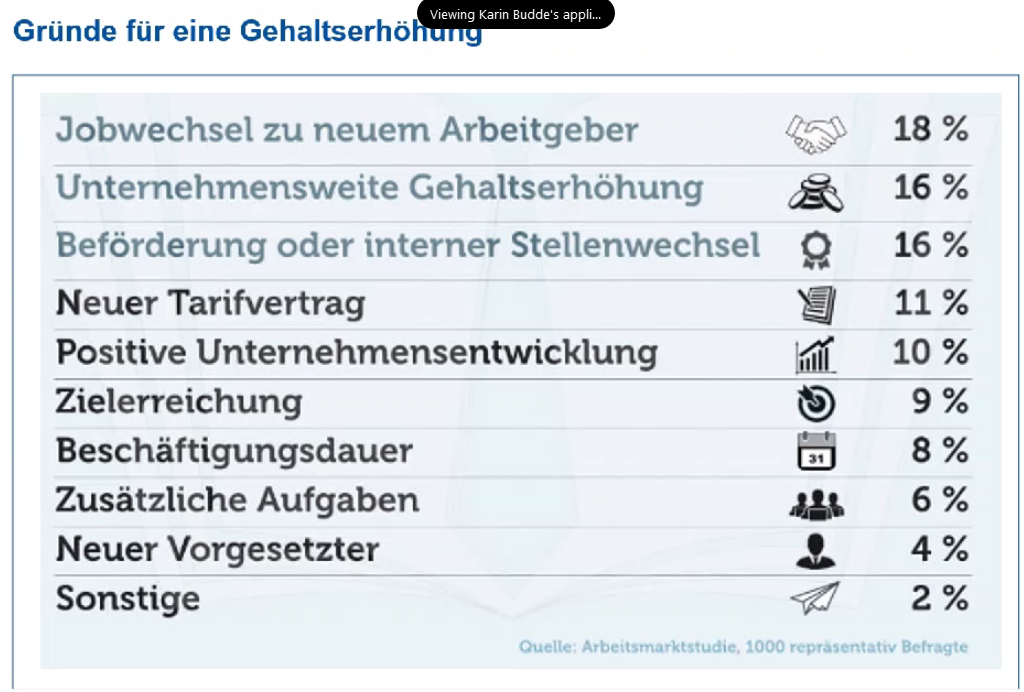 Viewing Karin Budde's appli...
Gründe für eine Gehaltserhöhung
Jobwechsel zu neuem Arbeitgeber 18 %
Unternehmensweite Gehaltserhöhung 16 %
Beförderung oder interner Stellenwechsel 16 %
Neuer Tarifvertrag 11 %
Positive Unternehmensentwicklung 10 %
Zielerreichung 9 %
Beschäftigungsdauer 31 8 %
Zusätzliche Aufgaben 6 %
Neuer Vorgesetzter 4 %
Sonstige 2 %
Quelle: Arbeitsmarktstudie, 1000 repräsentativ Befragte